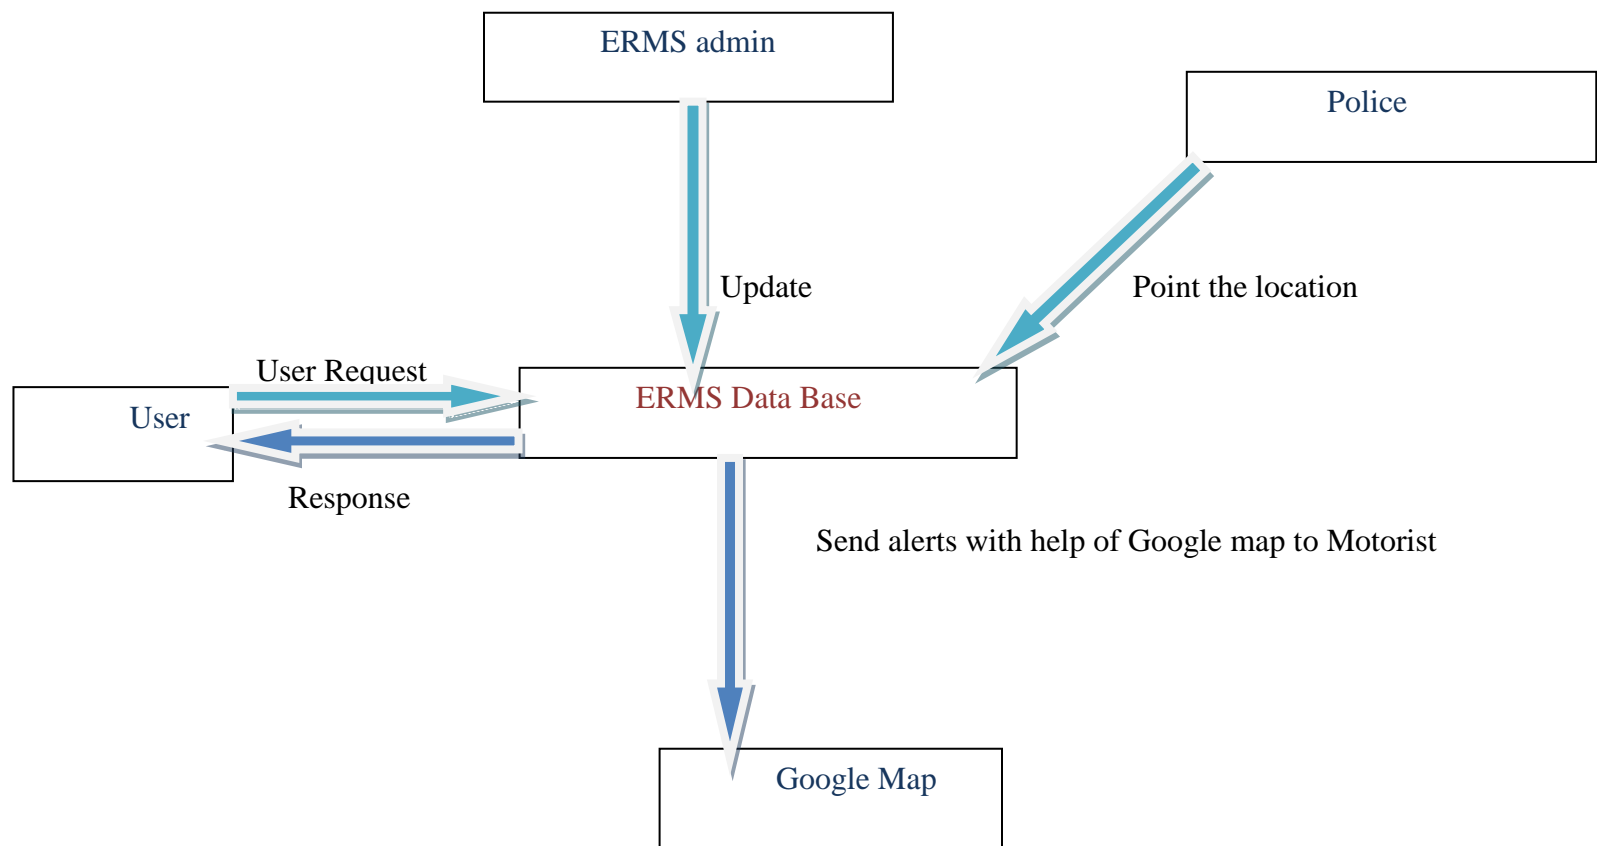 ERMS admin
Police
Update
Point the location
User Request
ERMS Data Base
User
Response
Send alerts with help of Google map to Motorist
Google Map